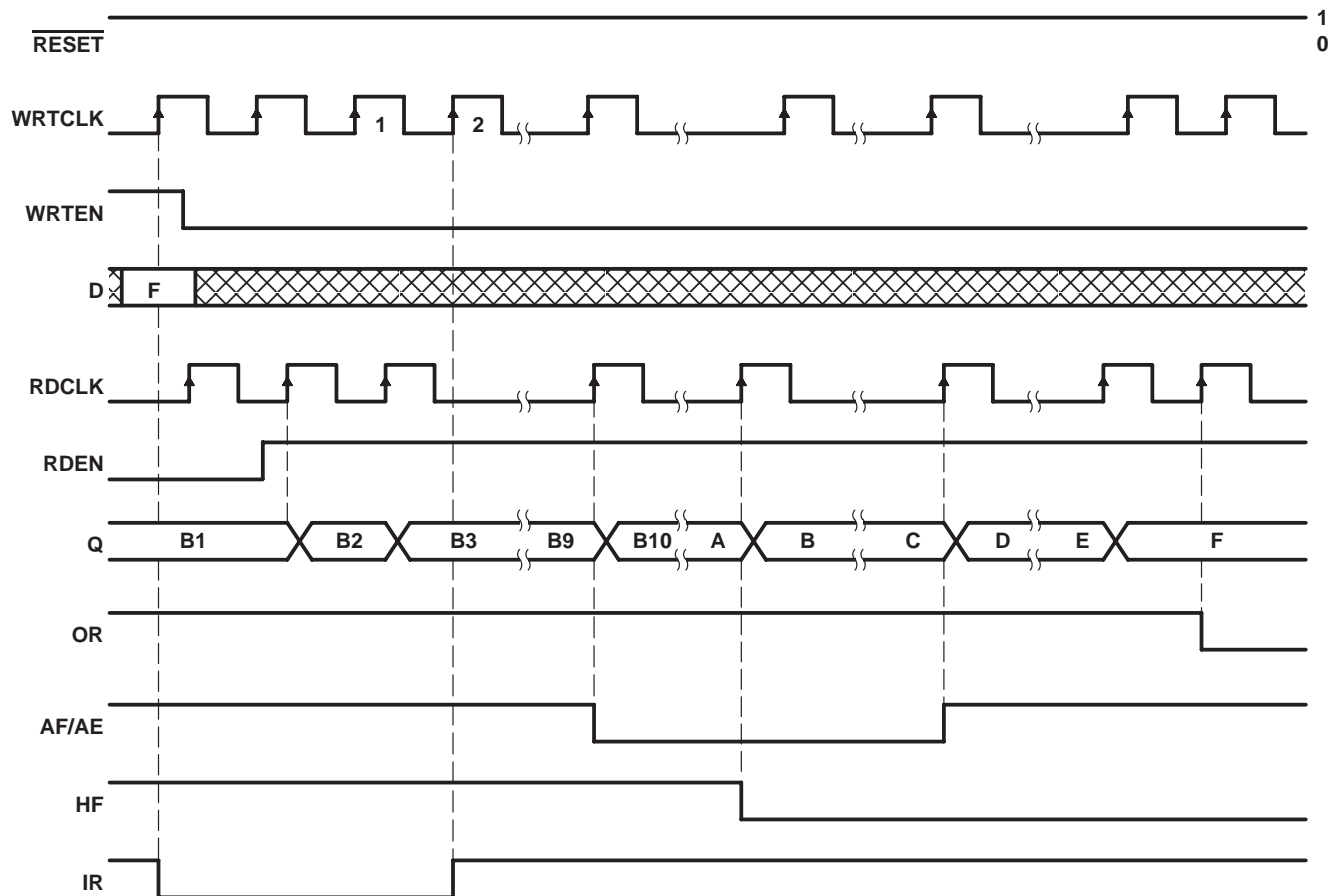 1
RESET
0
WRTCLK
1
2
WRTEN
D
F
RDCLK
RDEN
Q
B1
B2
B3
B9
B10
A
B
C
D
E
F
OR
AF/AE
HF
IR